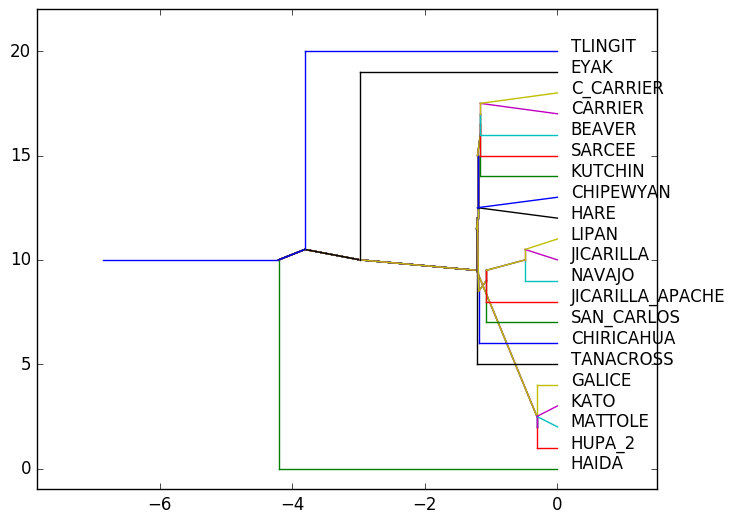 20
15
10
5
0
TLINGIT
EYAK
C_CARRIER
CARRIER
BEAVER
SARCEE
KUTCHIN
CHIPEWYAN
HARE
LIPAN
JICARILLA
NAVAJO
JICARILLA_APACHE
SAN_CARLOS
CHIRICAHUA
TANACROSS
GALICE
KATO
MATTOLE
HUPA_2
HAIDA
−6 −4 −2 0